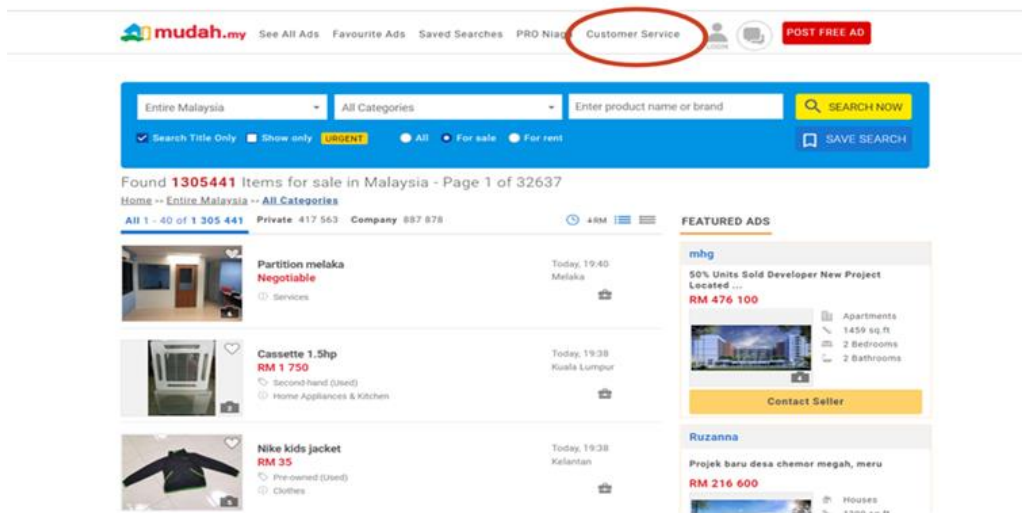 mudah.my See All Ads Favourite Ads Saved Searches PRO Niaga Customer Service LOGIN POST FREE AD
Entire Malaysia All Categories Enter product name or brand SEARCH NOW
Search Title Only Show only URGENT All For sale For rent SAVE SEARCH
Found 1305441 Items for sale in Malaysia - Page 1 of 32637
Home ›› Entire Malaysia ›› All Categories
All 1 - 40 of 1 305 441 Private 417 563 Company 887 878
Partition melaka
Negotiable
Services
Today, 19:40
Melaka
Cassette 1.5hp
RM 1 750
Second-hand (Used)
Home Appliances & Kitchen
Today, 19:38
Kuala Lumpur
Nike kids jacket
RM 35
Pre-owned (Used)
Clothes
Today, 19:38
Kelantan
FEATURED ADS
mhg
50% Units Sold Developer New Project
Located ...
RM 476 100
Apartments
1459 sq.ft
2 Bedrooms
2 Bathrooms
Contact Seller
Ruzanna
Projek baru desa chemor megah, meru
RM 216 600
Houses